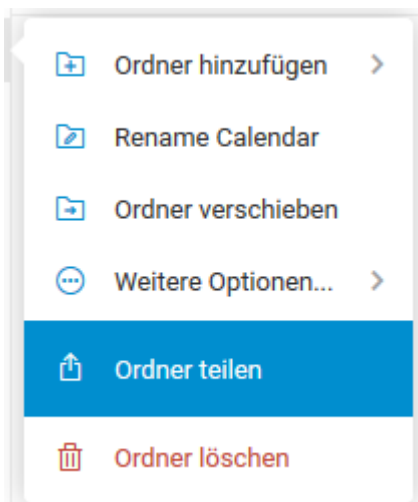 Ordner hinzufügen
Rename Calendar
Ordner verschieben
Weitere Optionen...
Ordner teilen
Ordner löschen